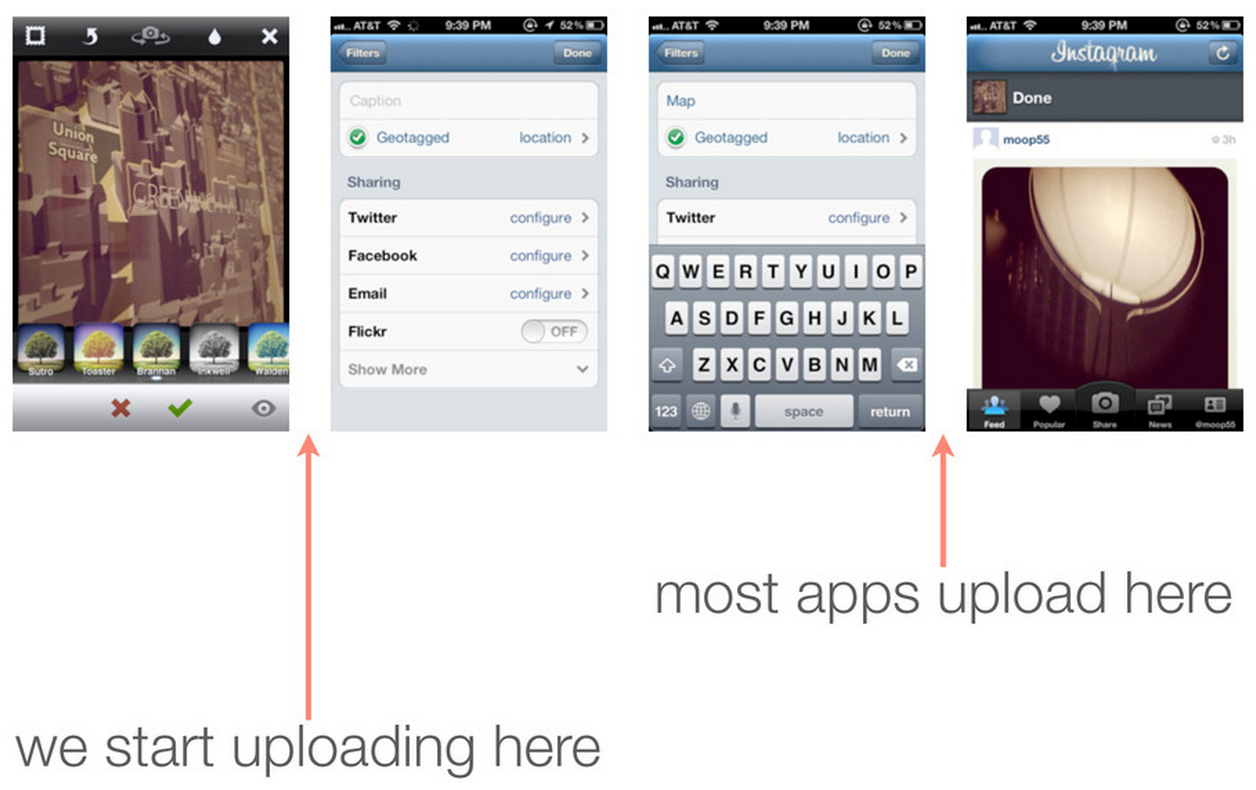 Union
Square
GREENWICH VILLAGE
Sutro
Toaster
Brannan
Inkwell
Walden
AT&T
9:39 PM
52%
Filters
Done
Caption
Geotagged
location
Sharing
Twitter
configure
Facebook
configure
Email
configure
Flickr
OFF
Show More
AT&T
9:39 PM
52%
Filters
Done
Map
Geotagged
location
Sharing
Twitter
configure
Q W E R T Y U I O P
A S D F G H J K L
Z X C V B N M
123
space
return
AT&T
9:39 PM
52%
Instagram
Done
moop55
3h
Feed
Popular
Share
News
@moop55
most apps upload here
we start uploading here